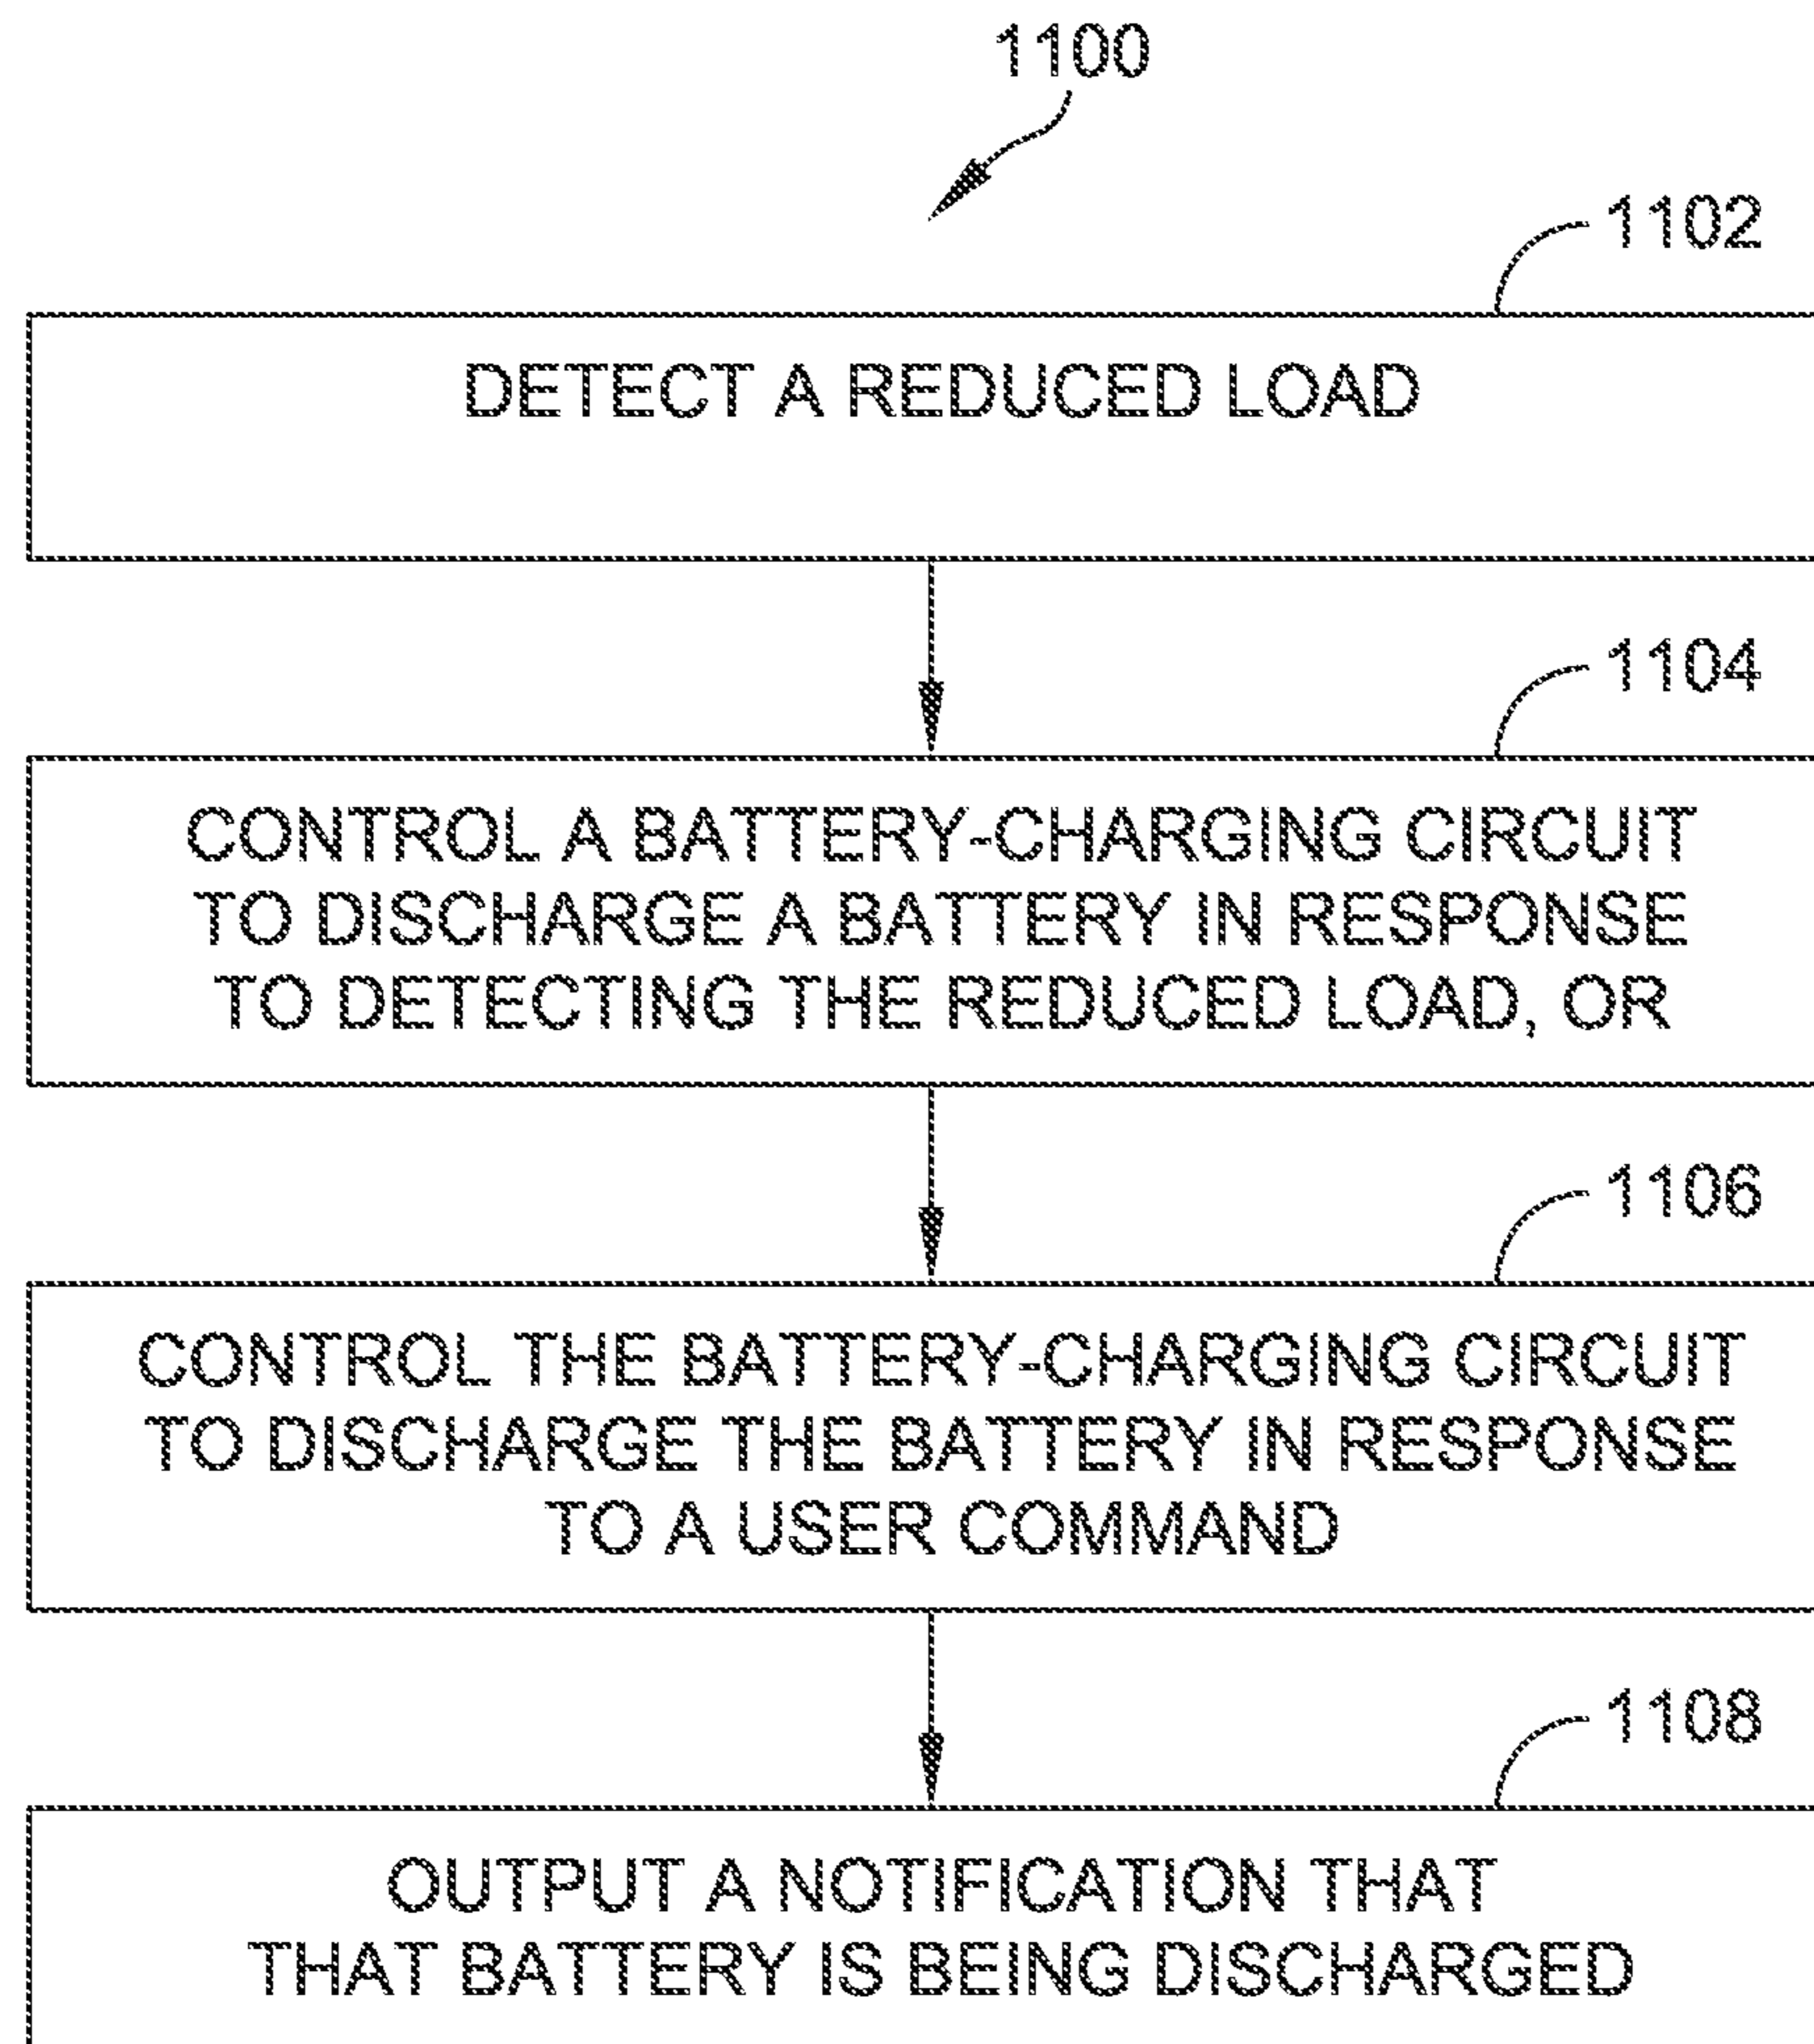 1100
1102
DETECT A REDUCED LOAD
1104
CONTROL A BATTERY-CHARGING CIRCUIT
TO DISCHARGE A BATTERY IN RESPONSE
TO DETECTING THE REDUCED LOAD, OR
1106
CONTROL THE BATTERY-CHARGING CIRCUIT
TO DISCHARGE THE BATTERY IN RESPONSE
TO A USER COMMAND
1108
OUTPUT A NOTIFICATION THAT
THAT BATTERY IS BEING DISCHARGED